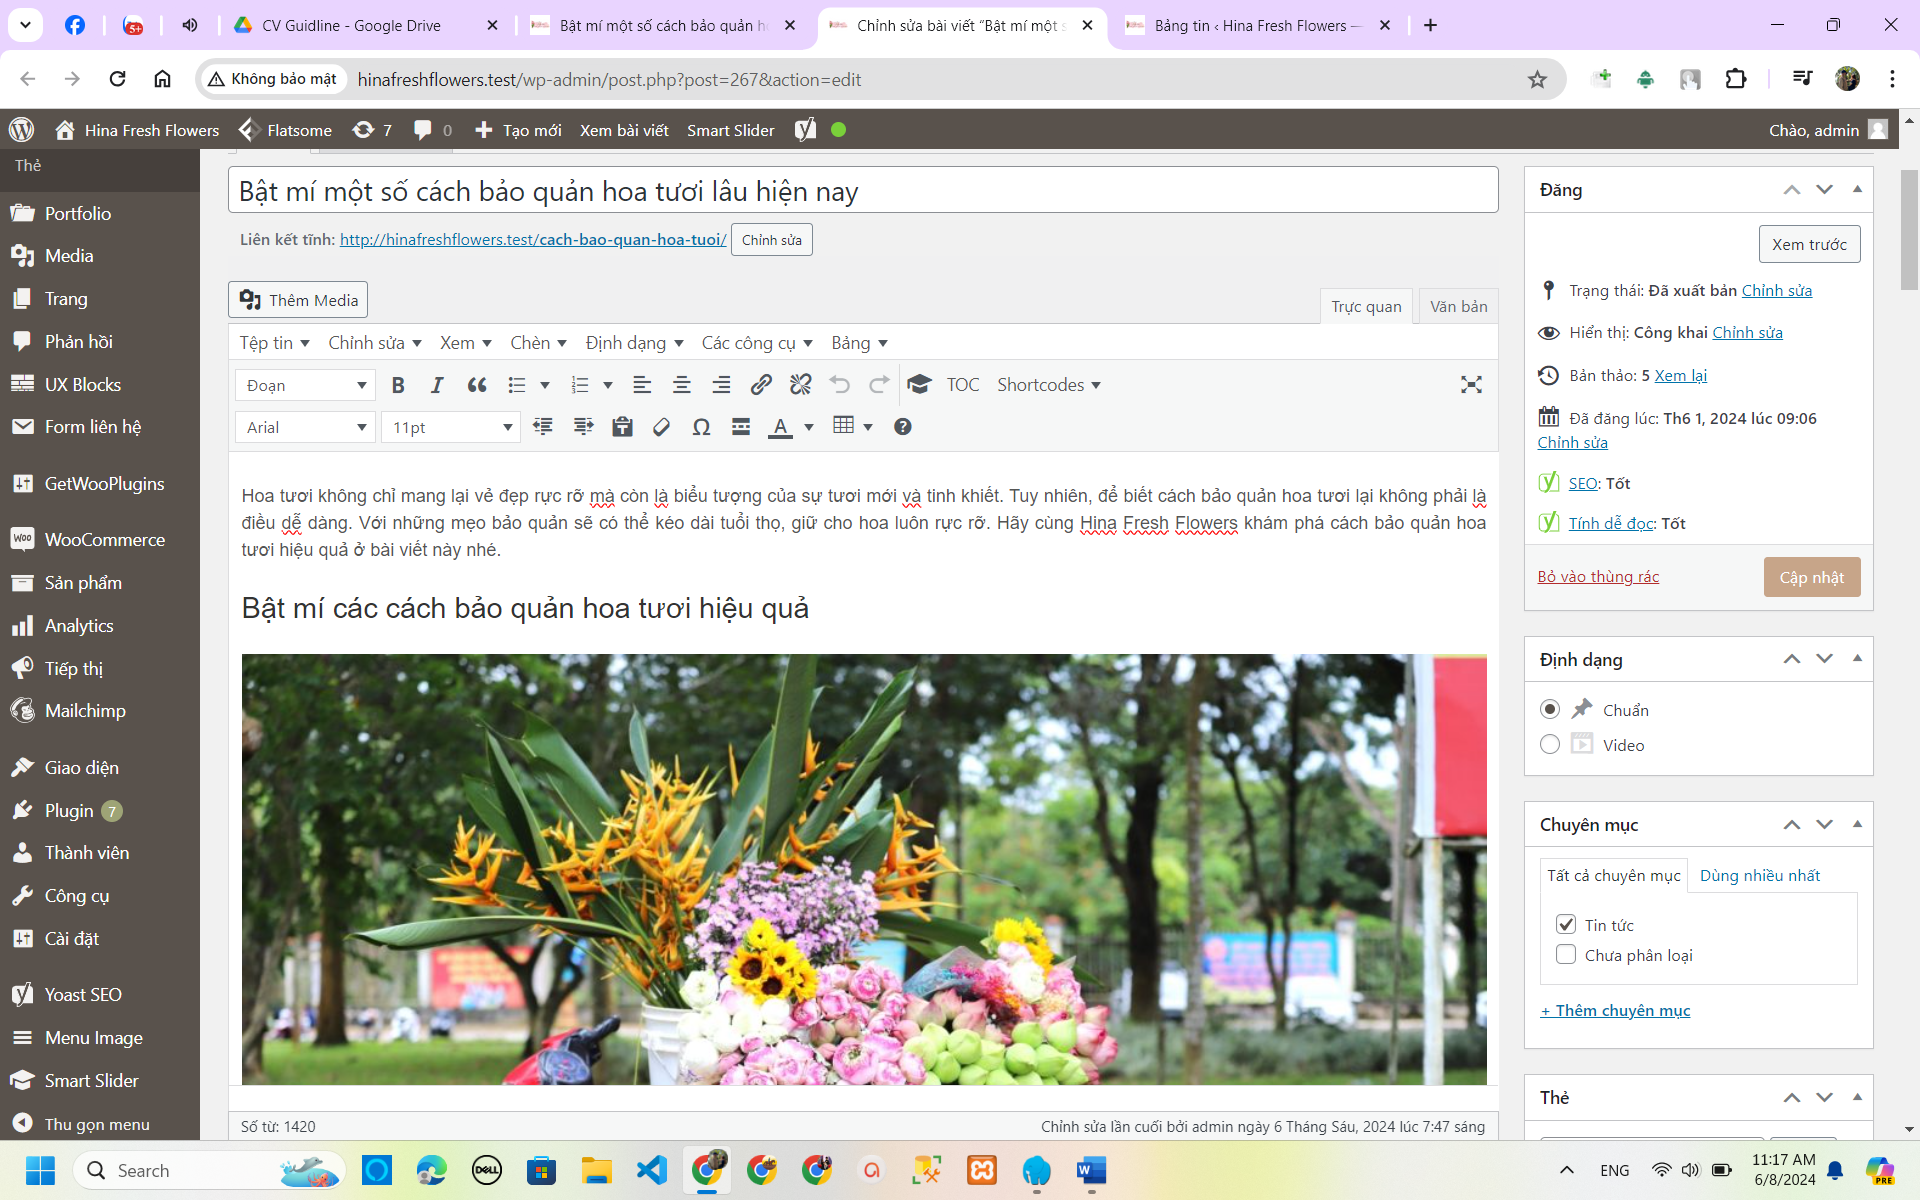 CV Guidline - Google Drive
Bật mí một số cách bảo quản h
Chỉnh sửa bài viết “Bật mí một s
Bảng tin ‹ Hina Fresh Flowers —
Không bảo mật
hinafreshflowers.test/wp-admin/post.php?post=267&action=edit
Hina Fresh Flowers
Flatsome
7
0
Tạo mới
Xem bài viết
Smart Slider
Chào, admin
Thẻ
Portfolio
Media
Trang
Phản hồi
UX Blocks
Form liên hệ
GetWooPlugins
WooCommerce
Sản phẩm
Analytics
Tiếp thị
Mailchimp
Giao diện
Plugin 7
Thành viên
Công cụ
Cài đặt
Yoast SEO
Menu Image
Smart Slider
Thu gọn menu
Bật mí một số cách bảo quản hoa tươi lâu hiện nay
Liên kết tĩnh: http://hinafreshflowers.test/cach-bao-quan-hoa-tuoi/ Chỉnh sửa
Thêm Media
Trực quan
Văn bản
Tệp tin
Chỉnh sửa
Xem
Chèn
Định dạng
Các công cụ
Bảng
Đoạn
B
I
TOC
Shortcodes
Arial
11pt
Ω
A
Hoa tươi không chỉ mang lại vẻ đẹp rực rỡ mà còn là biểu tượng của sự tươi mới và tinh khiết. Tuy nhiên, để biết cách bảo quản hoa tươi lại không phải là
điều dễ dàng. Với những mẹo bảo quản sẽ có thể kéo dài tuổi thọ, giữ cho hoa luôn rực rỡ. Hãy cùng Hina Fresh Flowers khám phá cách bảo quản hoa
tươi hiệu quả ở bài viết này nhé.
Bật mí các cách bảo quản hoa tươi hiệu quả
Số từ: 1420
Chỉnh sửa lần cuối bởi admin ngày 6 Tháng Sáu, 2024 lúc 7:47 sáng
Đăng
Xem trước
Trạng thái: Đã xuất bản Chỉnh sửa
Hiển thị: Công khai Chỉnh sửa
Bản thảo: 5 Xem lại
Đã đăng lúc: Th6 1, 2024 lúc 09:06
Chỉnh sửa
SEO: Tốt
Tính dễ đọc: Tốt
Bỏ vào thùng rác
Cập nhật
Định dạng
Chuẩn
Video
Chuyên mục
Tất cả chuyên mục
Dùng nhiều nhất
Tin tức
Chưa phân loại
+ Thêm chuyên mục
Thẻ
Search
DELL
ENG
11:17 AM
6/8/2024
PRE